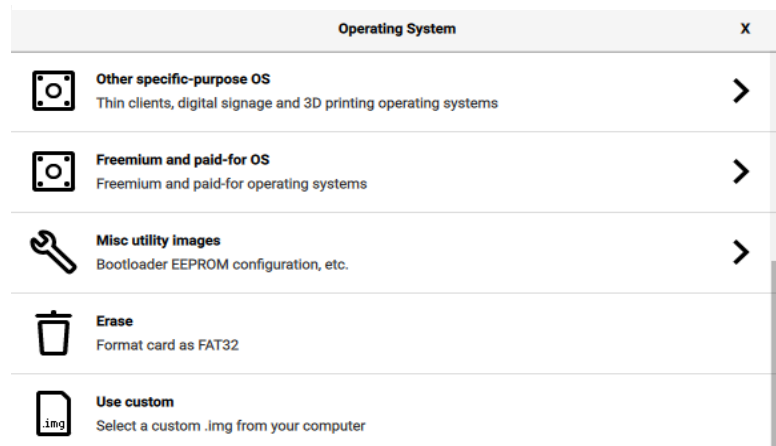 Operating System
X
Other specific-purpose OS
Thin clients, digital signage and 3D printing operating systems
Freemium and paid-for OS
Freemium and paid-for operating systems
Misc utility images
Bootloader EEPROM configuration, etc.
Erase
Format card as FAT32
.img
Use custom
Select a custom .img from your computer